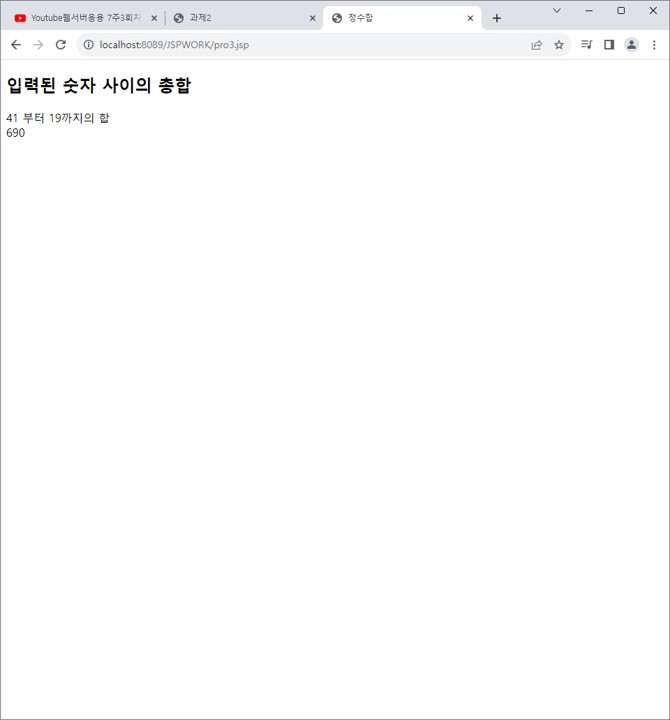 Youtube웹서버응용 7주3회차
과제2
정수합
localhost:8089/JSPWORK/pro3.jsp
입력된 숫자 사이의 총합
41 부터 19까지의 합
690